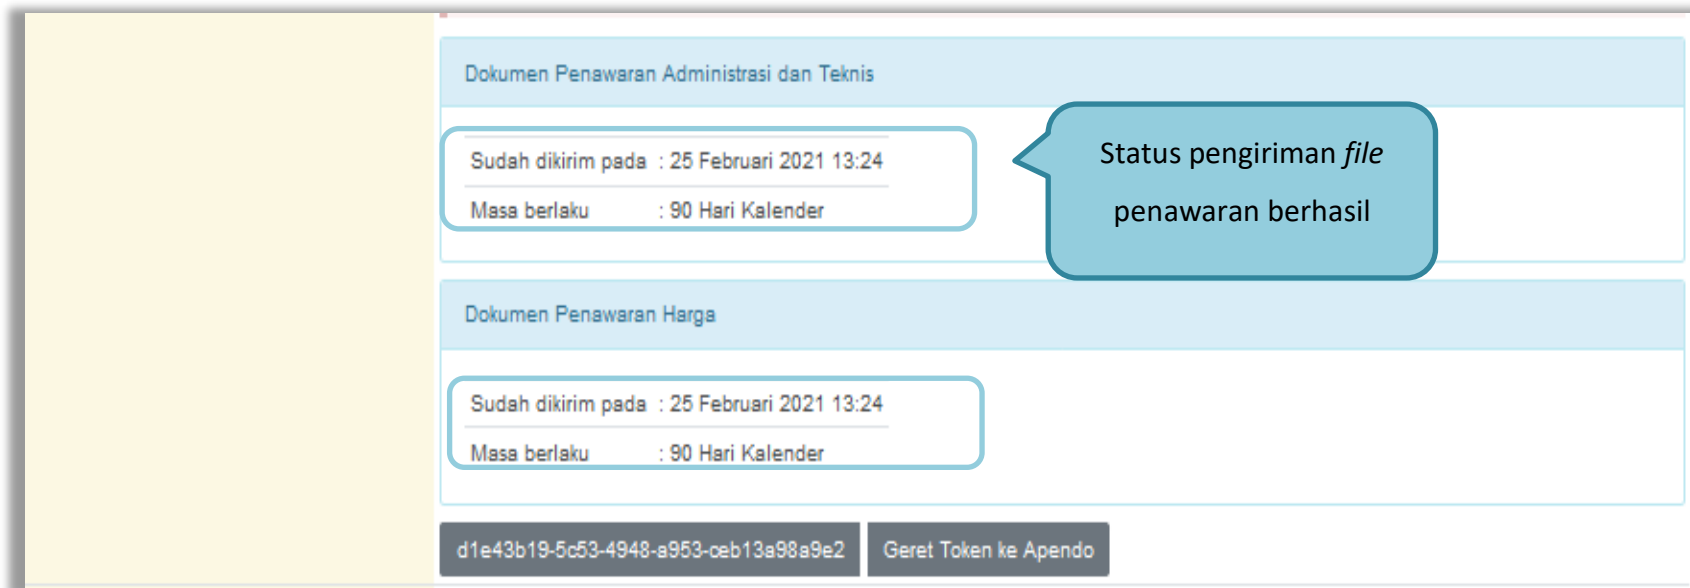 Dokumen Penawaran Administrasi dan Teknis
Sudah dikirim pada : 25 Februari 2021 13:24
Masa berlaku : 90 Hari Kalender
Status pengiriman file
penawaran berhasil
Dokumen Penawaran Harga
Sudah dikirim pada : 25 Februari 2021 13:24
Masa berlaku : 90 Hari Kalender
d1e43b19-5c53-4948-a953-ceb13a98a9e2 Geret Token ke Apendo